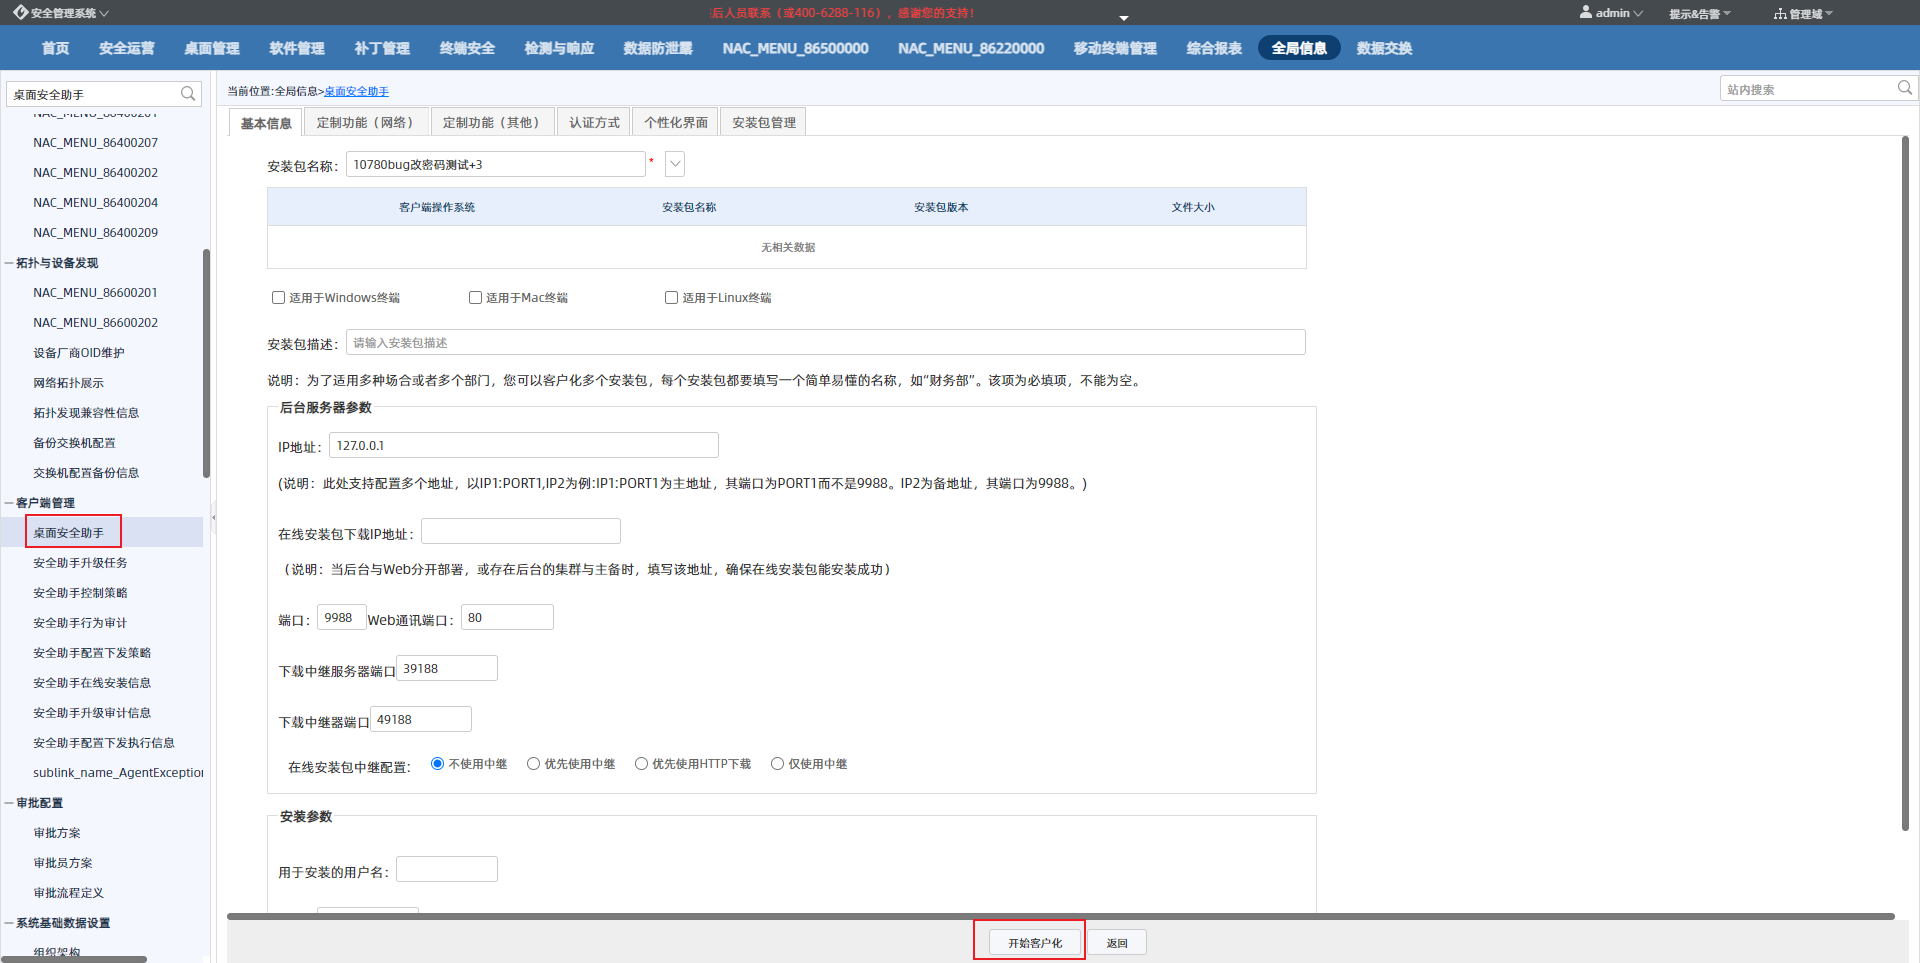 安全管理系统
后人员联系（或400-6288-116），感谢您的支持！
admin
提示&告警
管理域
首页
安全运营
桌面管理
软件管理
补丁管理
终端安全
检测与响应
数据防泄露
NAC_MENU_86500000
NAC_MENU_86220000
移动终端管理
综合报表
全局信息
数据交换
桌面安全助手
NAC_MENU_86400201
NAC_MENU_86400207
NAC_MENU_86400202
NAC_MENU_86400204
NAC_MENU_86400209
拓扑与设备发现
NAC_MENU_86600201
NAC_MENU_86600202
设备厂商OID维护
网络拓扑展示
拓扑发现兼容性信息
备份交换机配置
交换机配置备份信息
客户端管理
桌面安全助手
安全助手升级任务
安全助手控制策略
安全助手行为审计
安全助手配置下发策略
安全助手在线安装信息
安全助手升级审计信息
安全助手配置下发执行信息
sublink_name_AgentException
审批配置
审批方案
审批员方案
审批流程定义
系统基础数据设置
组织架构
当前位置:全局信息>桌面安全助手
站内搜索
基本信息
定制功能（网络）
定制功能（其他）
认证方式
个性化界面
安装包管理
安装包名称： 10780bug改密码测试+3 *
客户端操作系统 安装包名称 安装包版本 文件大小
无相关数据
适用于Windows终端 适用于Mac终端 适用于Linux终端
安装包描述： 请输入安装包描述
说明：为了适用多种场合或者多个部门，您可以客户化多个安装包，每个安装包都要填写一个简单易懂的名称，如“财务部”。该项为必填项，不能为空。
后台服务器参数
IP地址： 127.0.0.1
(说明：此处支持配置多个地址，以IP1:PORT1,IP2为例:IP1:PORT1为主地址，其端口为PORT1而不是9988。IP2为备地址，其端口为9988。)
在线安装包下载IP地址：
（说明：当后台与Web分开部署，或存在后台的集群与主备时，填写该地址，确保在线安装包能安装成功）
端口： 9988 Web通讯端口： 80
下载中继服务器端口 39188
下载中继器端口 49188
在线安装包中继配置： 不使用中继 优先使用中继 优先使用HTTP下载 仅使用中继
安装参数
用于安装的用户名：
开始客户化 返回